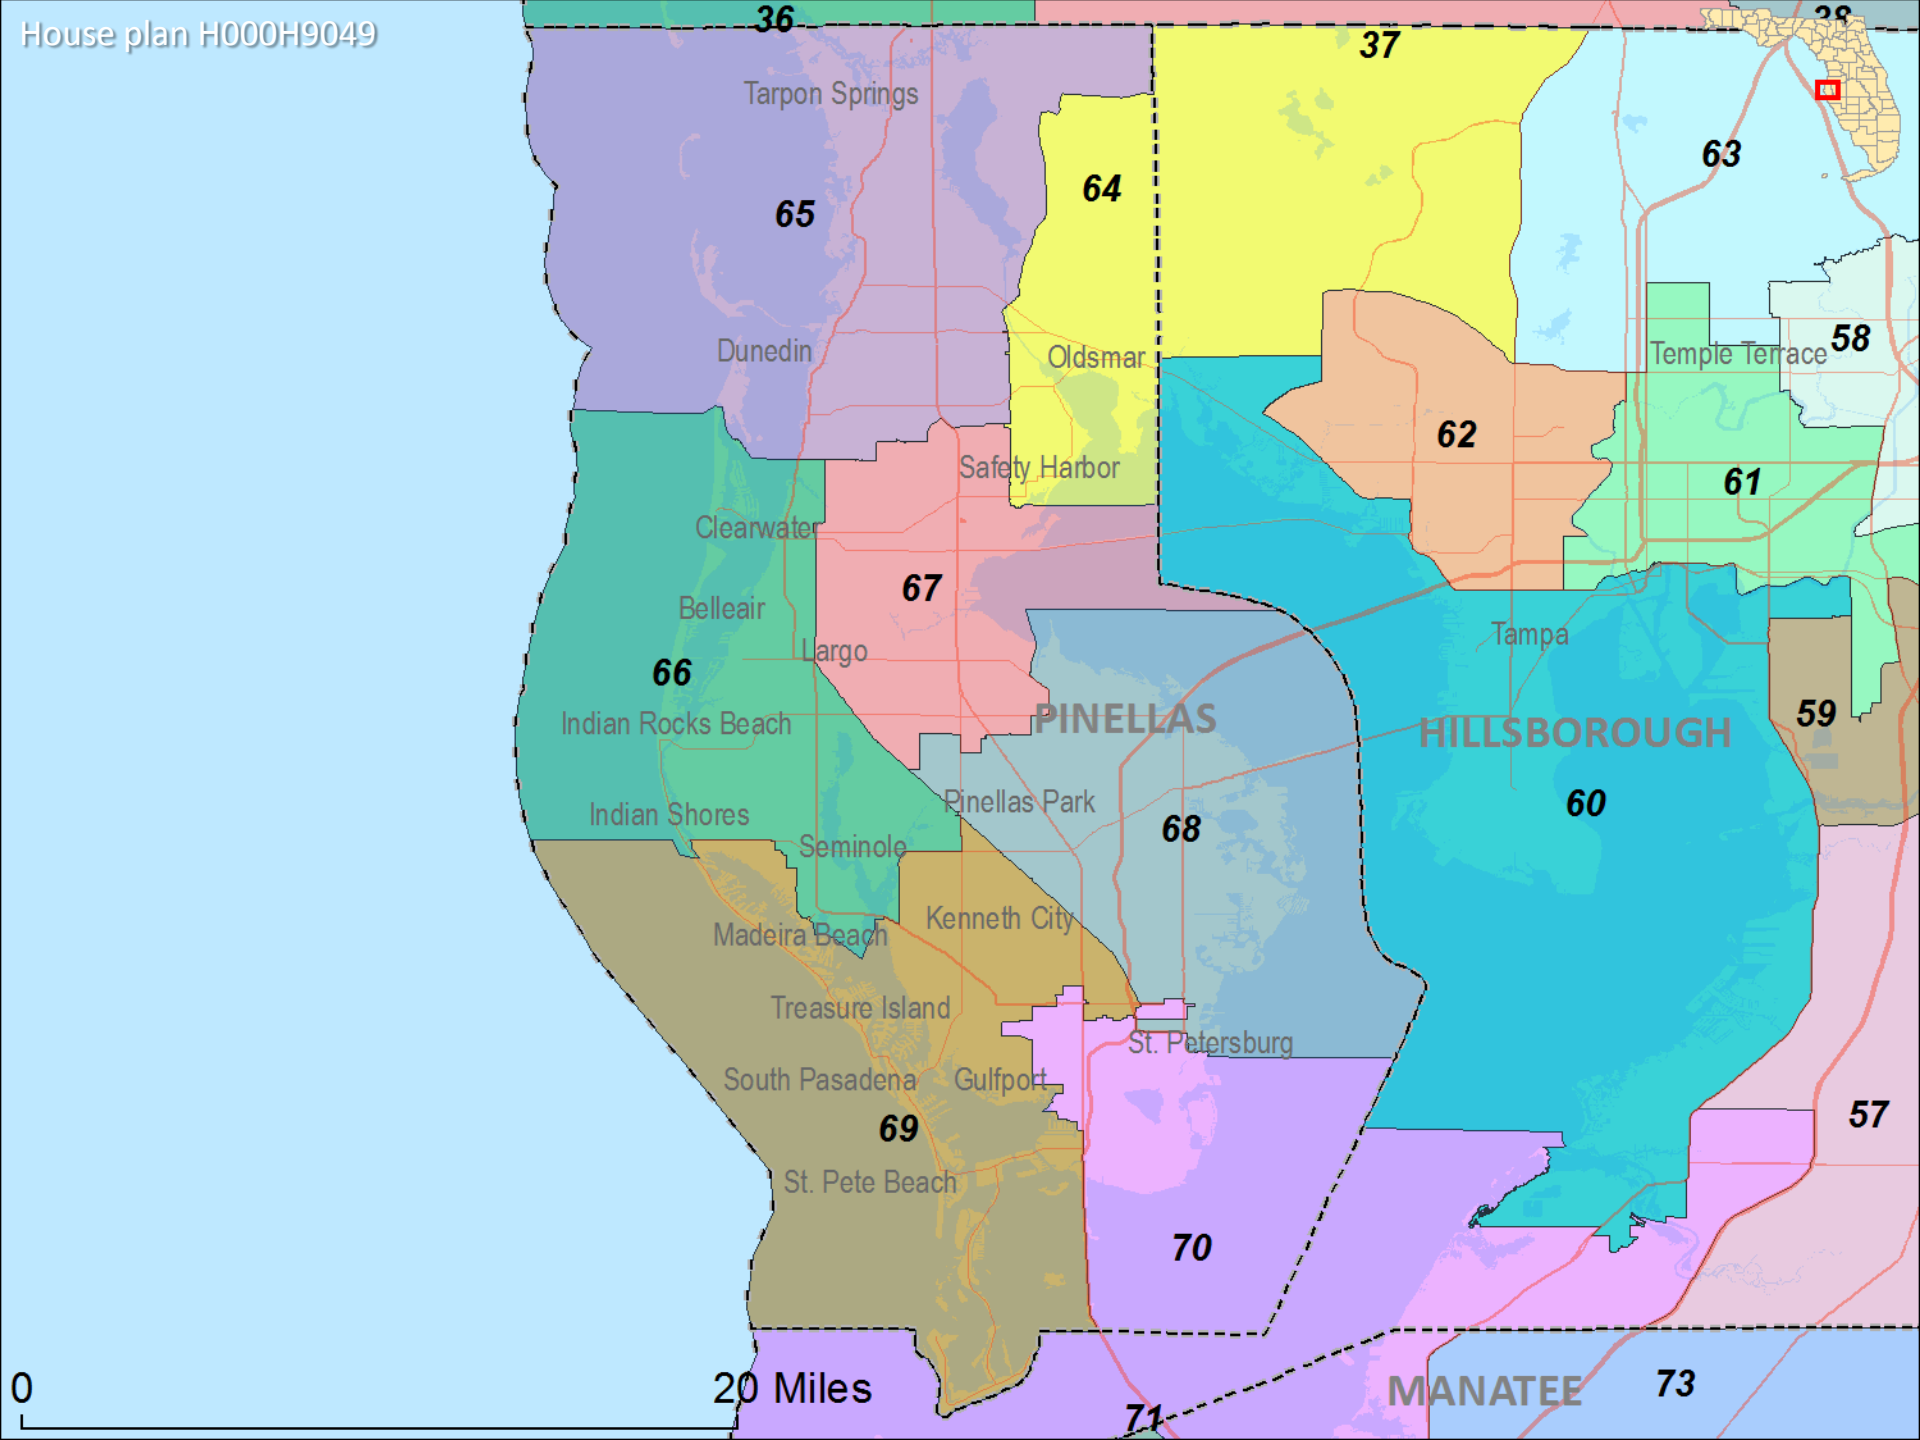 House plan H000H9049
36
38
37
Tarpon Springs
63
64
65
58
Dunedin
Oldsmar
Temple Terrace
62
Safety Harbor
61
Clearwater
67
Belleair
Tampa
Largo
66
59
PINELLAS
Indian Rocks Beach
HILLSBOROUGH
Pinellas Park
60
Indian Shores
68
Seminole
Kenneth City
Madeira Beach
Treasure Island
St. Petersburg
South Pasadena
Gulfport
57
69
St. Pete Beach
70
0
20 Miles
MANATEE
73
71